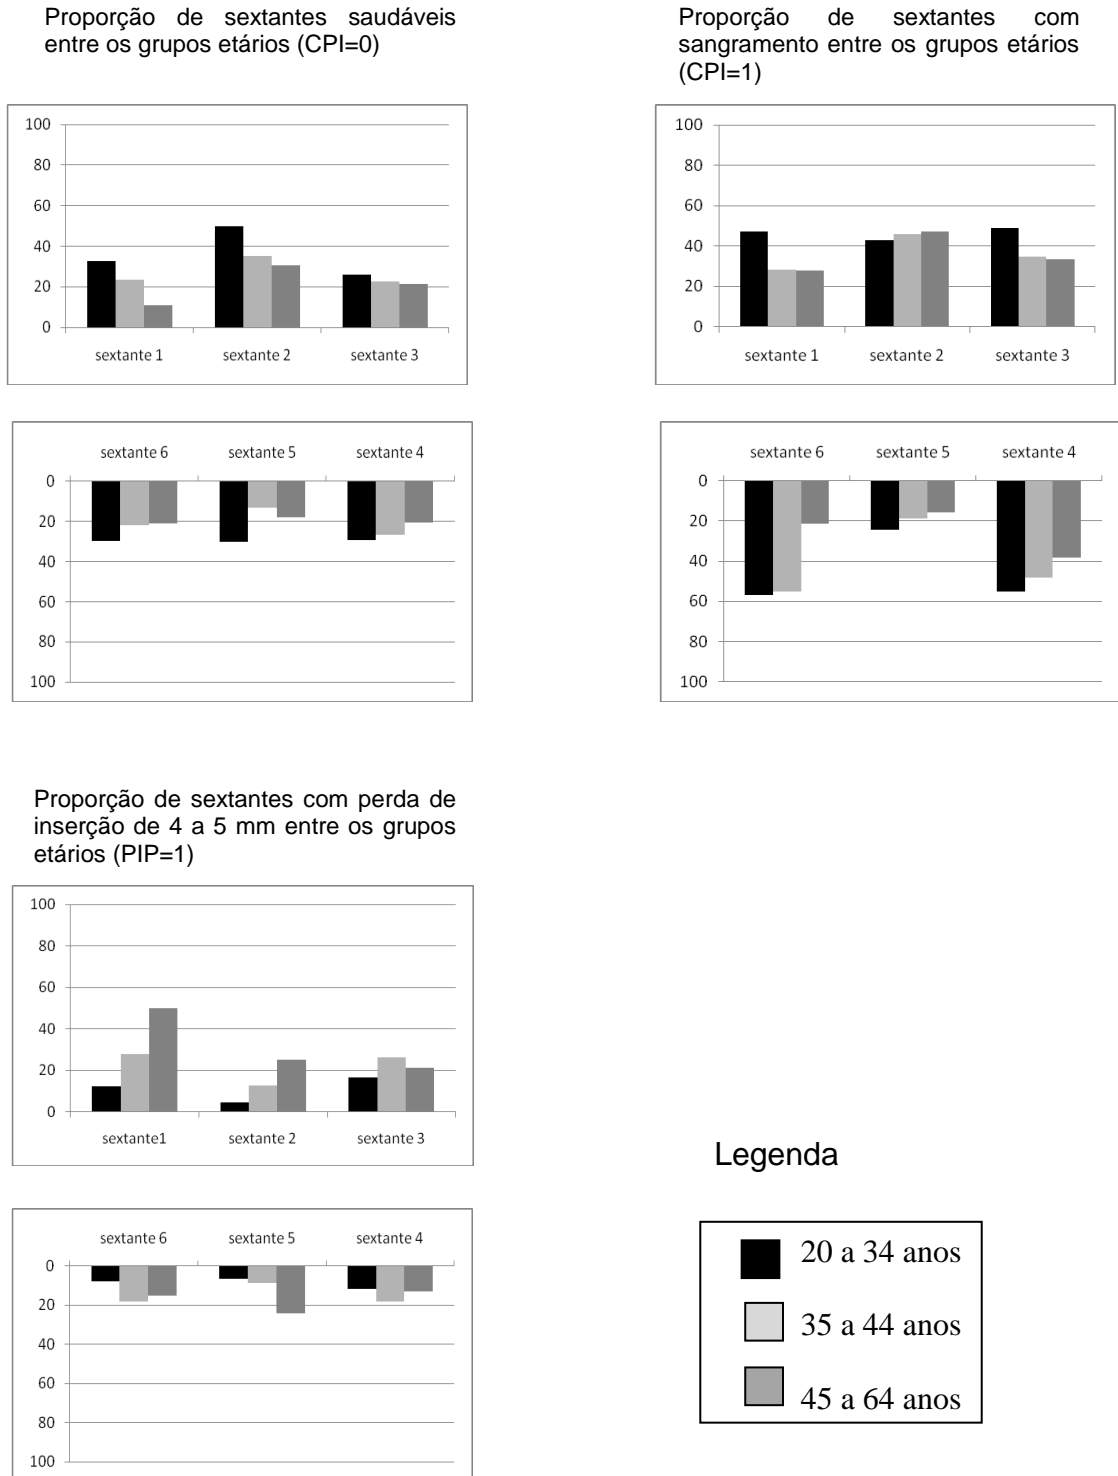 Proporção de sextantes saudáveis
entre os grupos etários (CPI=0)
100
80
60
40
20
0
sextante 1 sextante 2 sextante 3
sextante 6 sextante 5 sextante 4
0
20
40
60
80
100
Proporção de sextantes com
sangramento entre os grupos etários
(CPI=1)
100
80
60
40
20
0
sextante 1 sextante 2 sextante 3
sextante 6 sextante 5 sextante 4
0
20
40
60
80
100
Proporção de sextantes com perda de
inserção de 4 a 5 mm entre os grupos
etários (PIP=1)
100
80
60
40
20
0
sextante1 sextante 2 sextante 3
sextante 6 sextante 5 sextante 4
0
20
40
60
80
100
Legenda
20 a 34 anos
35 a 44 anos
45 a 64 anos